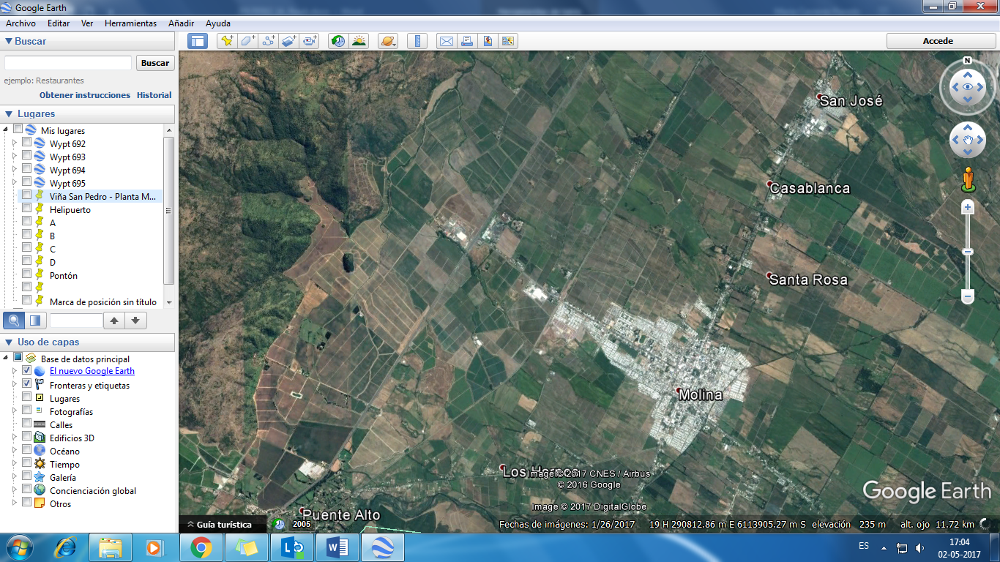 Google Earth
Archivo Editar Ver Herramientas Añadir Ayuda
Buscar
Buscar
ejemplo: Restaurantes
Obtener instrucciones Historial
Lugares
Mis lugares
Wypt 692
Wypt 693
Wypt 694
Wypt 695
Viña San Pedro - Planta M...
Helipuerto
A
B
C
D
Pontón
Marca de posición sin título
Uso de capas
Base de datos principal
El nuevo Google Earth
Fronteras y etiquetas
Lugares
Fotografías
Calles
Edificios 3D
Océano
Tiempo
Galería
Concienciación global
Otros
Accede
N
San José
Casablanca
Santa Rosa
Molina
Los Hornos
Puente Alto
Image © 2017 CNES / Airbus
© 2016 Google
Image © 2017 DigitalGlobe
Google Earth
Guía turística
2005
Fechas de imágenes: 1/26/2017 19 H 290812.86 m E 6113905.27 m S elevación 235 m alt. ojo 11.72 km
ES
17:04
02-05-2017